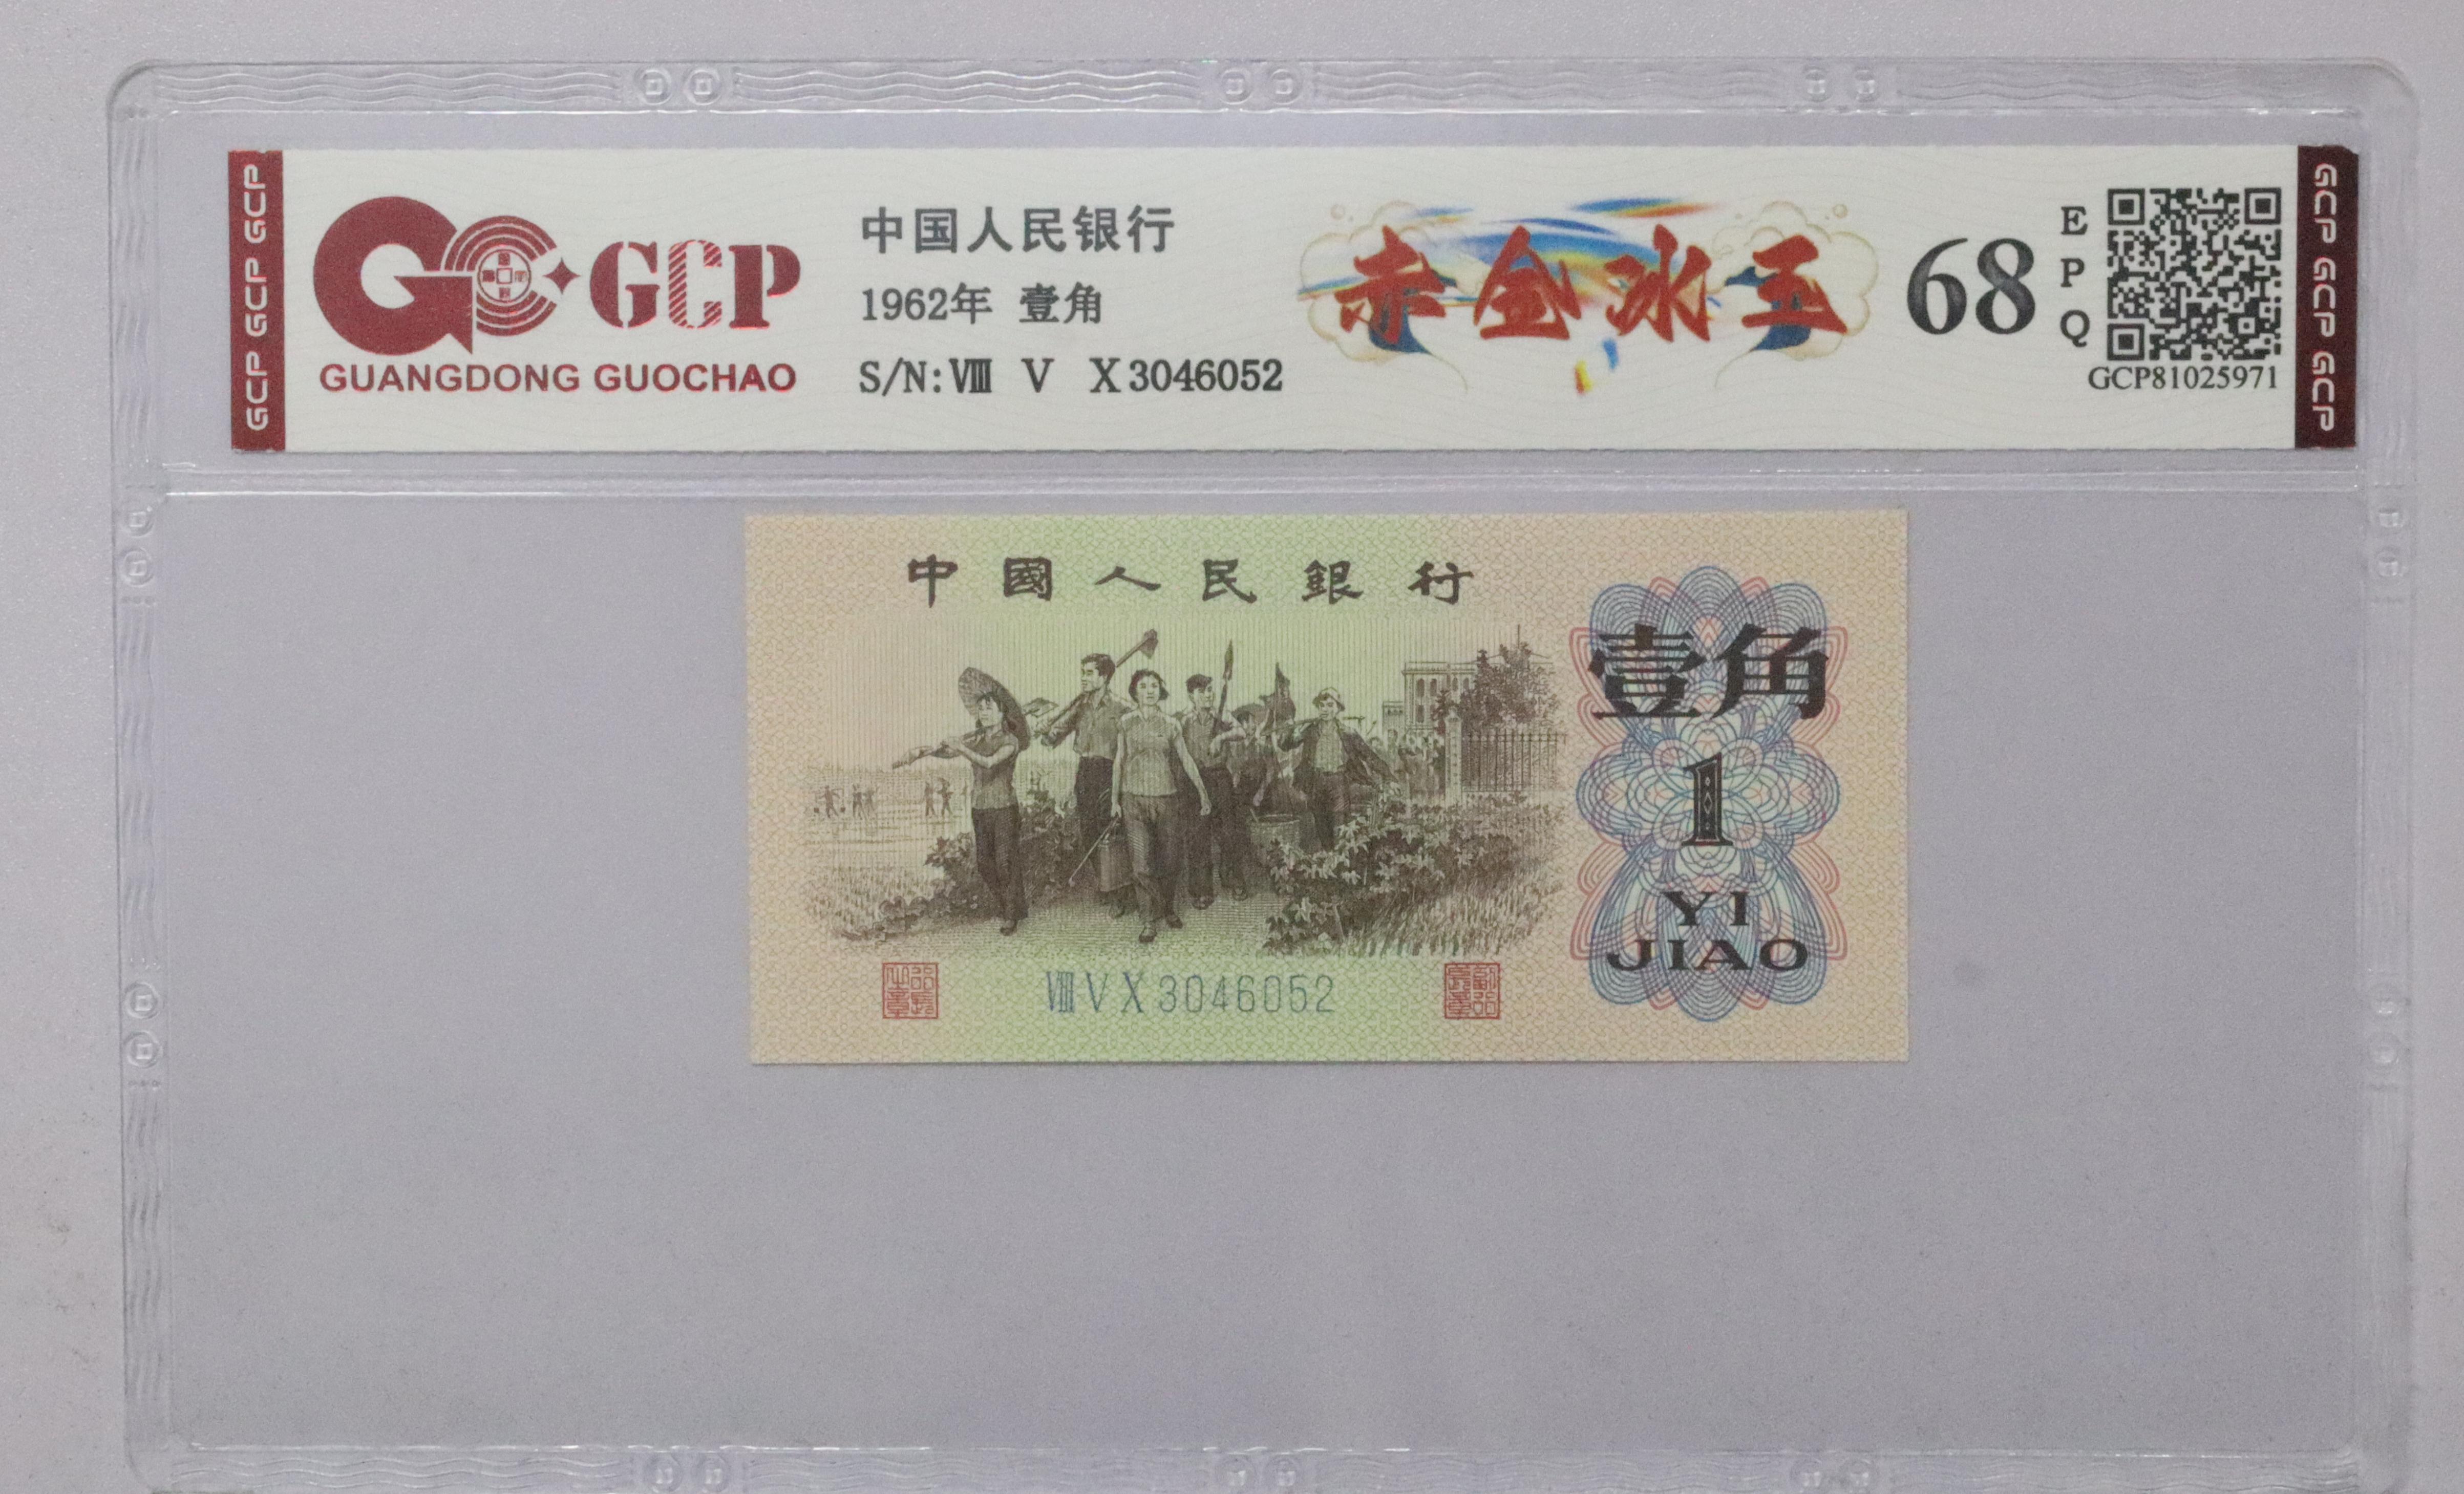 GCP GCP GCP
GCP
GUANGDONG GUOCHAO
中国人民银行
1962年 壹角
S/N:Ⅷ Ⅴ Ⅹ3046052
赤金冰玉
68
EPQ
GCP81025971
GCP GCP GCP
中國人民銀行
壹角
1
YI
JIAO
ⅧⅤⅩ3046052